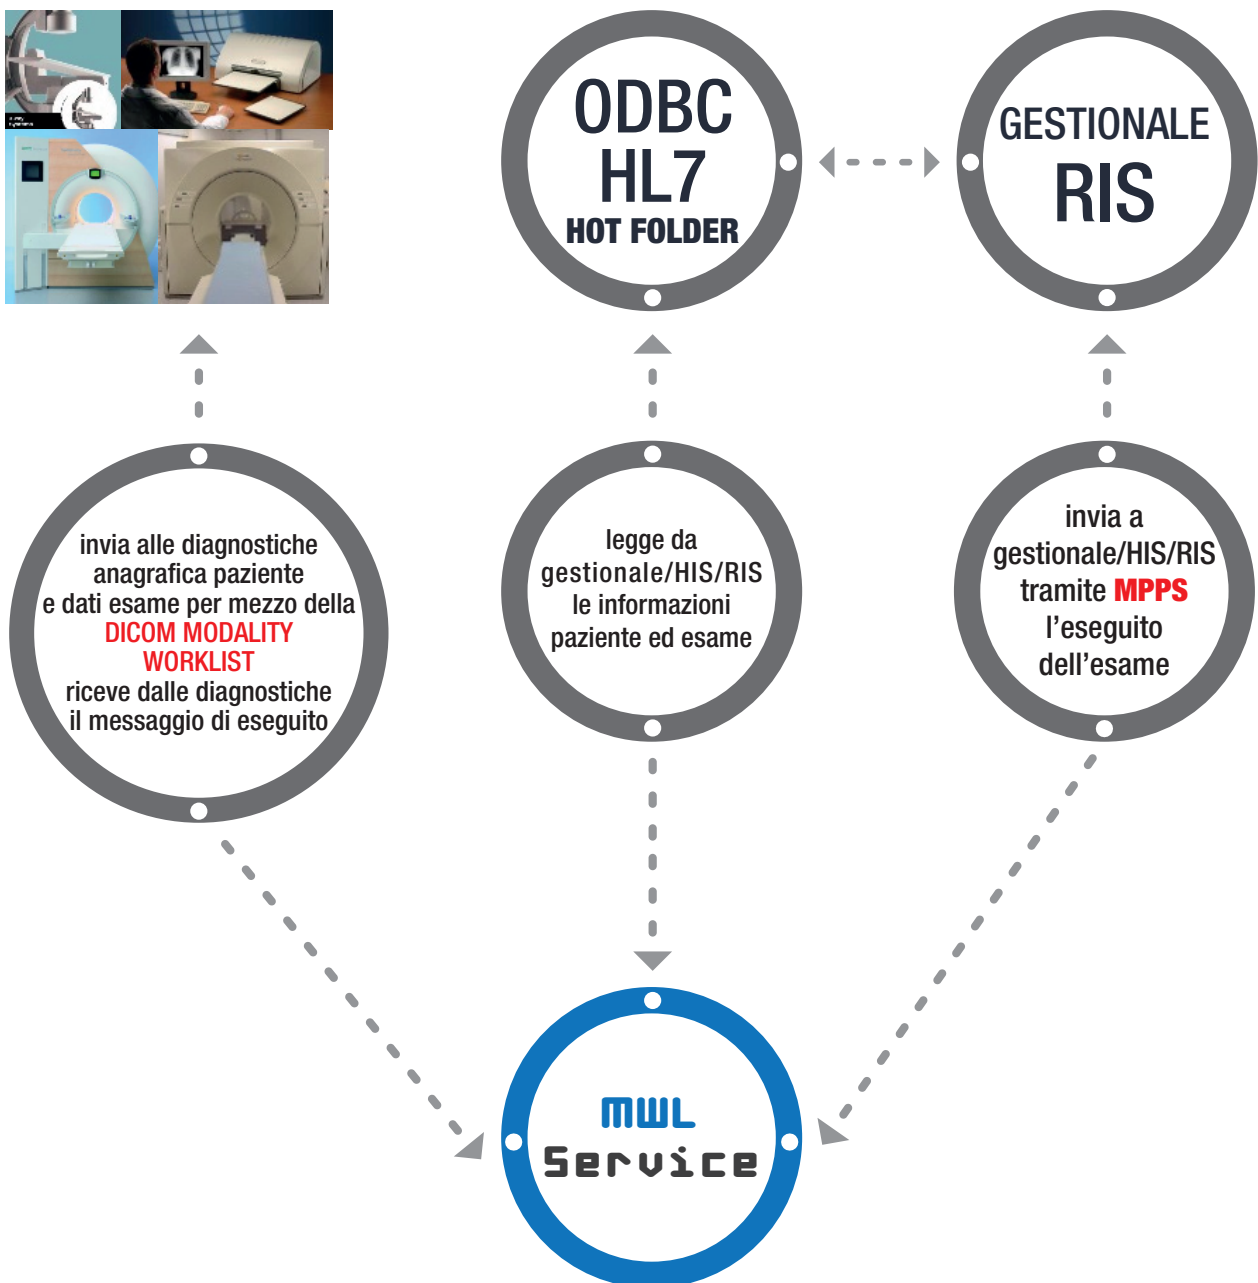 ODBC
HL7
HOT FOLDER
GESTIONALE
RIS
invia alle diagnostiche
anagrafica paziente
e dati esame per mezzo della
DICOM MODALITY
WORKLIST
riceve dalle diagnostiche
il messaggio di eseguito
legge da
gestionale/HIS/RIS
le informazioni
paziente ed esame
invia a
gestionale/HIS/RIS
tramite MPPS
l’eseguito
dell’esame
MWL
Service